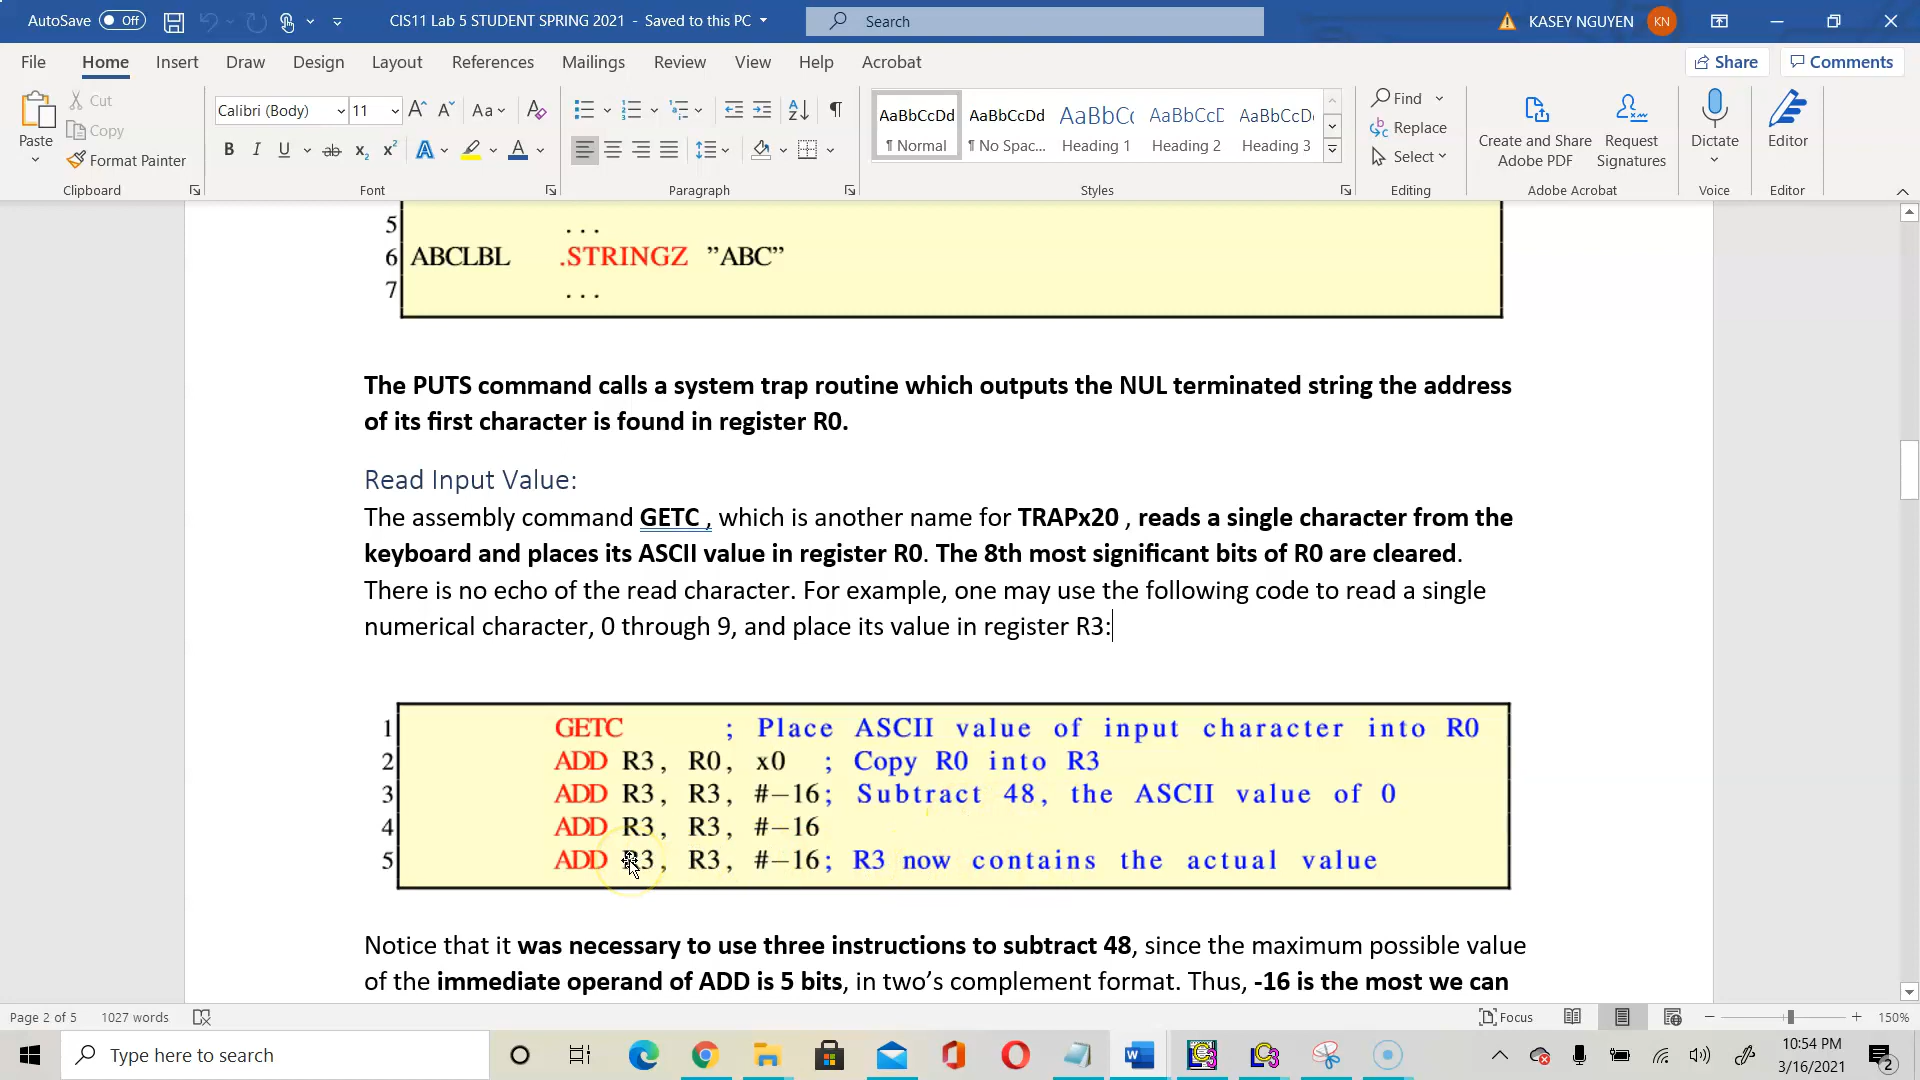 AutoSave Off CIS11 Lab 5 STUDENT SPRING 2021 - Saved to this PC Search KASEY NGUYEN KN
File Home Insert Draw Design Layout References Mailings Review View Help Acrobat Share Comments
Paste
Cut
Copy
Format Painter
Clipboard
Calibri (Body) 11
Font
Paragraph
AaBbCcDd ¶ Normal
AaBbCcDd ¶ No Spac...
AaBbCc Heading 1
AaBbCcD Heading 2
AaBbCcD Heading 3
Styles
Find
Replace
Select
Editing
Create and Share Adobe PDF
Request Signatures
Adobe Acrobat
Dictate
Voice
Editor
Editor
5 ...
6 ABCLBL .STRINGZ ”ABC”
7 ...
The PUTS command calls a system trap routine which outputs the NUL terminated string the address
of its first character is found in register R0.
Read Input Value:
The assembly command GETC , which is another name for TRAPx20 , reads a single character from the
keyboard and places its ASCII value in register R0. The 8th most significant bits of R0 are cleared.
There is no echo of the read character. For example, one may use the following code to read a single
numerical character, 0 through 9, and place its value in register R3:
1 GETC ; Place ASCII value of input character into R0
2 ADD R3, R0, x0 ; Copy R0 into R3
3 ADD R3, R3, #−16; Subtract 48, the ASCII value of 0
4 ADD R3, R3, #−16
5 ADD R3, R3, #−16; R3 now contains the actual value
Notice that it was necessary to use three instructions to subtract 48, since the maximum possible value
of the immediate operand of ADD is 5 bits, in two’s complement format. Thus, -16 is the most we can
Page 2 of 5 1027 words Focus 150%
Type here to search
10:54 PM
3/16/2021
2